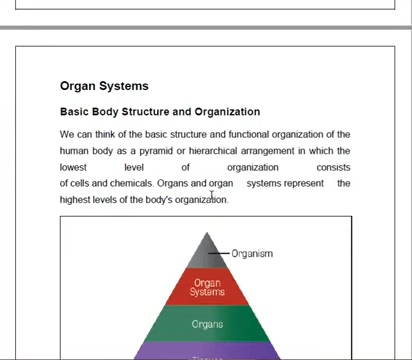 Organ Systems
Basic Body Structure and Organization
We can think of the basic structure and functional organization of the
human body as a pyramid or hierarchical arrangement in which the
lowest level of organization consists
of cells and chemicals. Organs and organ systems represent the
highest levels of the body's organization.
Organism
Organ
Systems
Organs
Tissues